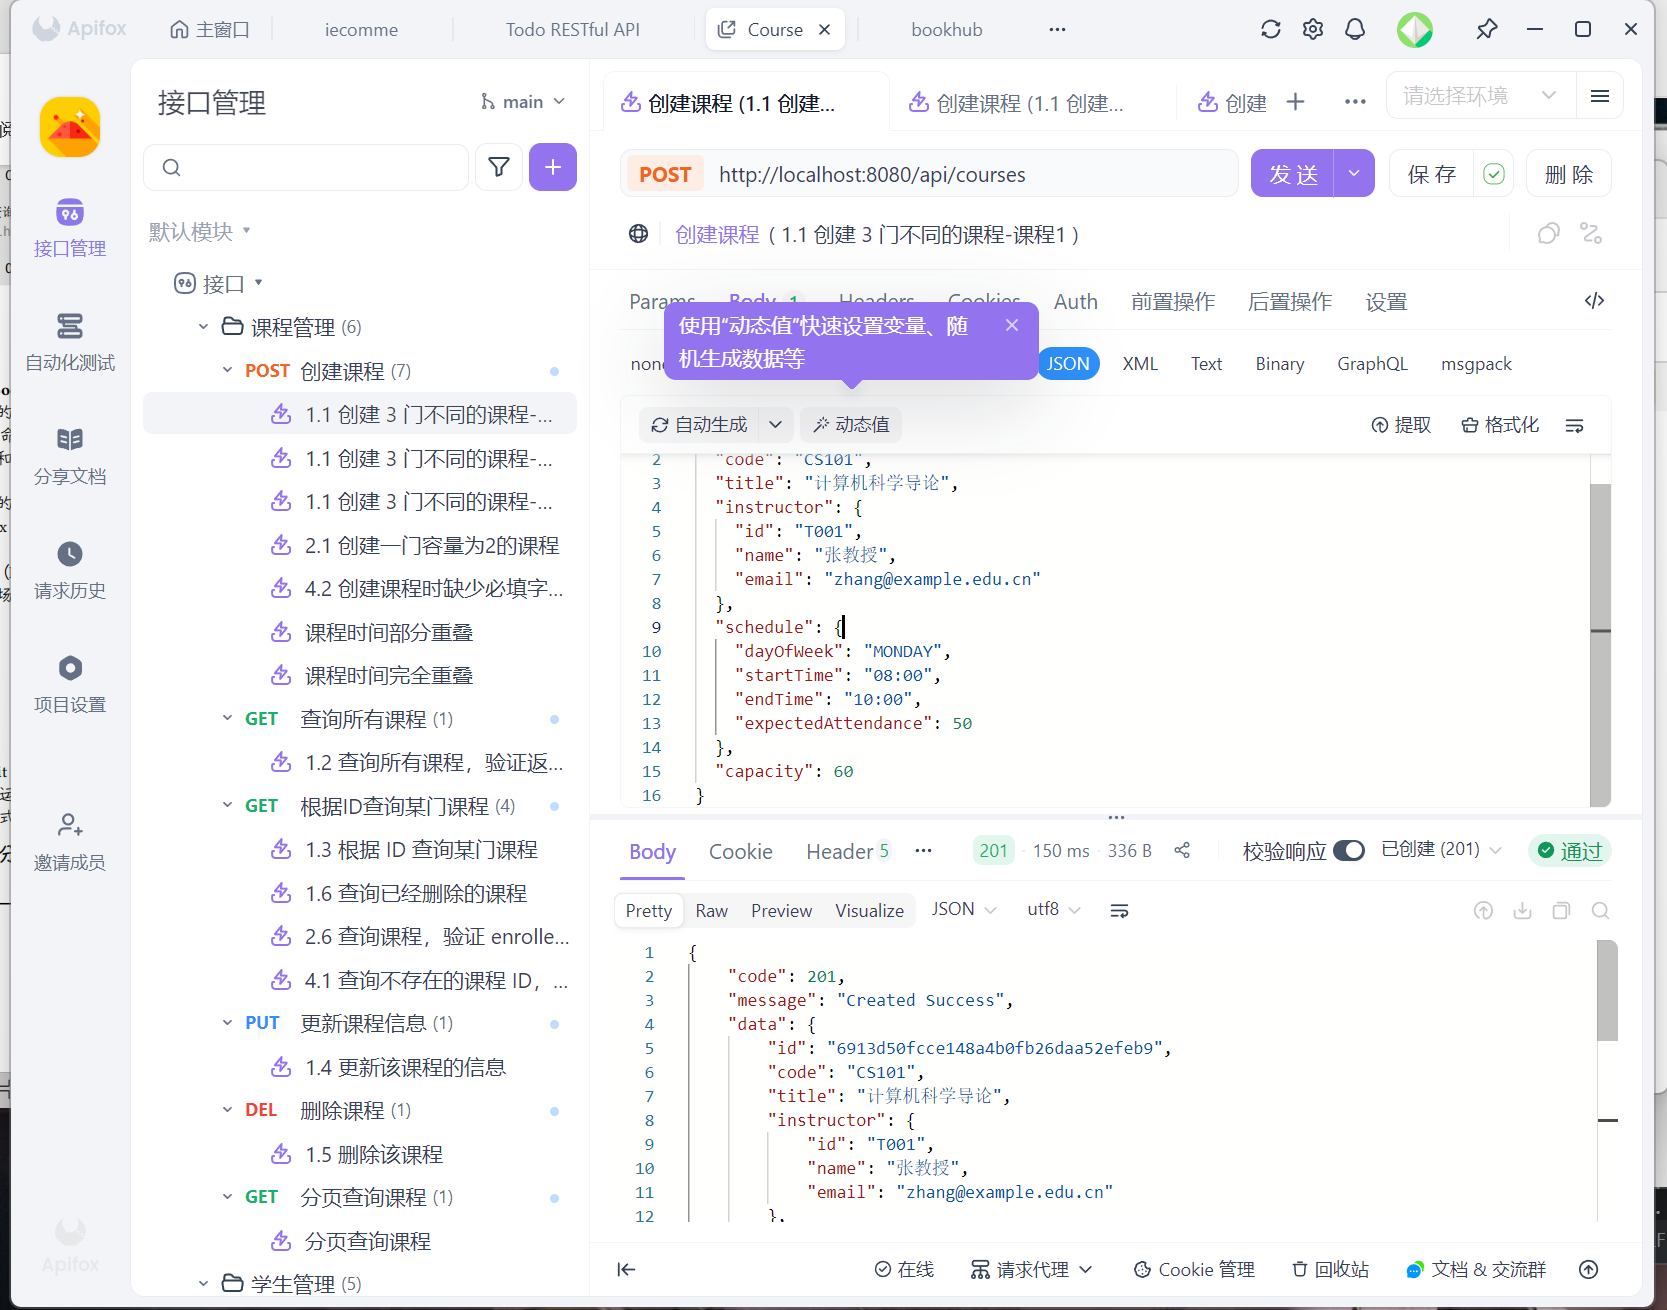 Apifox
主窗口
iecomme
Todo RESTful API
Course
bookhub
接口管理
main
接口管理
自动化测试
分享文档
请求历史
项目设置
邀请成员
Apifox
默认模块
接口
课程管理 (6)
POST 创建课程 (7)
1.1 创建 3 门不同的课程-...
1.1 创建 3 门不同的课程-...
1.1 创建 3 门不同的课程-...
2.1 创建一门容量为2的课程
4.2 创建课程时缺少必填字...
课程时间部分重叠
课程时间完全重叠
GET 查询所有课程 (1)
1.2 查询所有课程，验证返...
GET 根据ID查询某门课程 (4)
1.3 根据 ID 查询某门课程
1.6 查询已经删除的课程
2.6 查询课程，验证 enrolle...
4.1 查询不存在的课程 ID，...
PUT 更新课程信息 (1)
1.4 更新该课程的信息
DEL 删除课程 (1)
1.5 删除该课程
GET 分页查询课程 (1)
分页查询课程
学生管理 (5)
创建课程 (1.1 创建...
创建课程 (1.1 创建...
创建
请选择环境
POST http://localhost:8080/api/courses
发 送
保 存
删 除
创建课程 ( 1.1 创建 3 门不同的课程-课程1 )
Params Body 1 Headers Cookies Auth 前置操作 后置操作 设置
使用“动态值”快速设置变量、随
机生成数据等
JSON XML Text Binary GraphQL msgpack
自动生成 动态值 提取 格式化
2 "code": "CS101",
3 "title": "计算机科学导论",
4 "instructor": {
5 "id": "T001",
6 "name": "张教授",
7 "email": "zhang@example.edu.cn"
8 },
9 "schedule": {
10 "dayOfWeek": "MONDAY",
11 "startTime": "08:00",
12 "endTime": "10:00",
13 "expectedAttendance": 50
14 },
15 "capacity": 60
16 }
Body Cookie Header 5 201 150 ms 336 B 校验响应 已创建 (201) 通过
Pretty Raw Preview Visualize JSON utf8
1 {
2 "code": 201,
3 "message": "Created Success",
4 "data": {
5 "id": "6913d50fcce148a4b0fb26daa52efeb9",
6 "code": "CS101",
7 "title": "计算机科学导论",
8 "instructor": {
9 "id": "T001",
10 "name": "张教授",
11 "email": "zhang@example.edu.cn"
12 },
在线 请求代理 Cookie 管理 回收站 文档 & 交流群